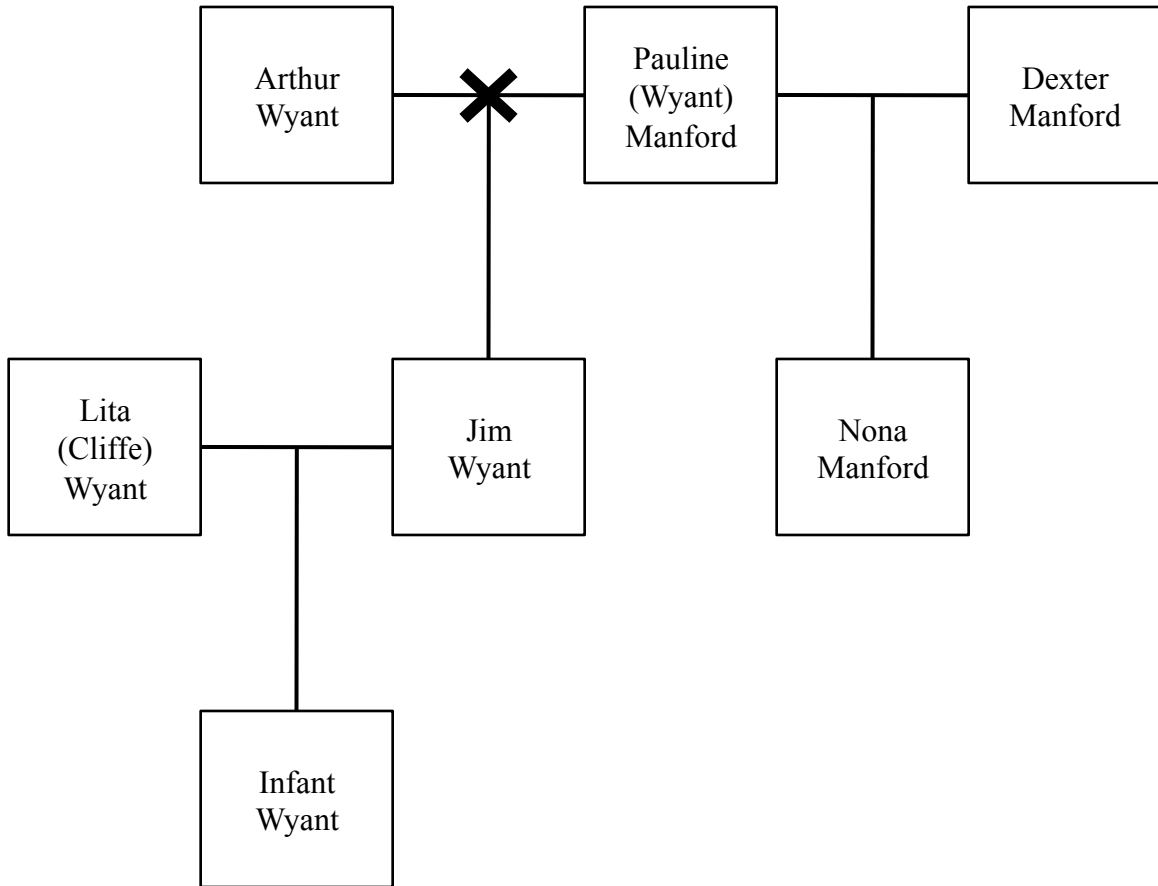 Arthur
Wyant
Pauline
(Wyant)
Manford
Dexter
Manford
Lita
(Cliffe)
Wyant
Jim
Wyant
Nona
Manford
Infant
Wyant